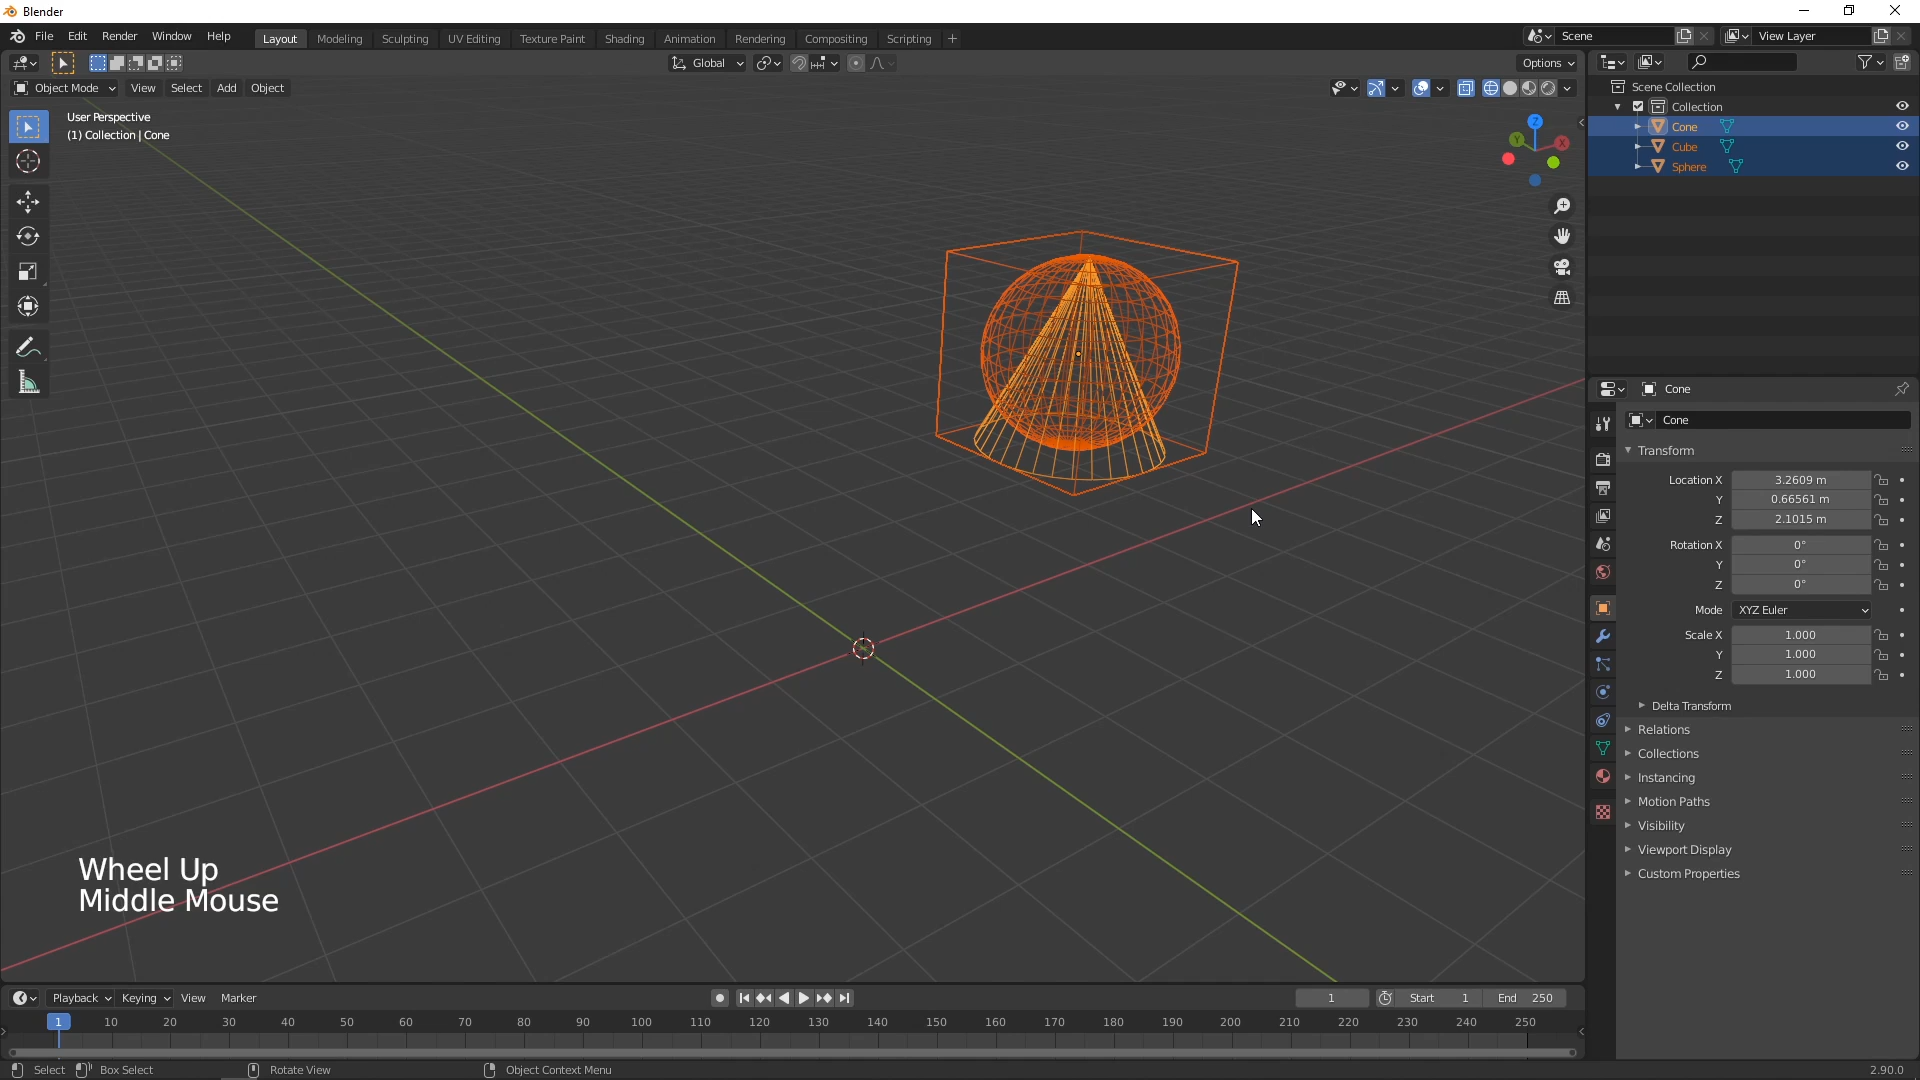 Blender
File Edit Render Window Help Layout Modeling Sculpting UV Editing Texture Paint Shading Animation Rendering Compositing Scripting + Scene View Layer
Global Options
Object Mode View Select Add Object
User Perspective
(1) Collection | Cone
Z
Y
X
Scene Collection
Collection
Cone
Cube
Sphere
Cone
Cone
Transform
Location X 3.2609 m
Y 0.66561 m
Z 2.1015 m
Rotation X 0°
Y 0°
Z 0°
Mode XYZ Euler
Scale X 1.000
Y 1.000
Z 1.000
Delta Transform
Relations
Collections
Instancing
Motion Paths
Visibility
Viewport Display
Custom Properties
Wheel Up
Middle Mouse
Playback Keying View Marker 1 Start 1 End 250
1 10 20 30 40 50 60 70 80 90 100 110 120 130 140 150 160 170 180 190 200 210 220 230 240 250
Select Box Select Rotate View Object Context Menu 2.90.0